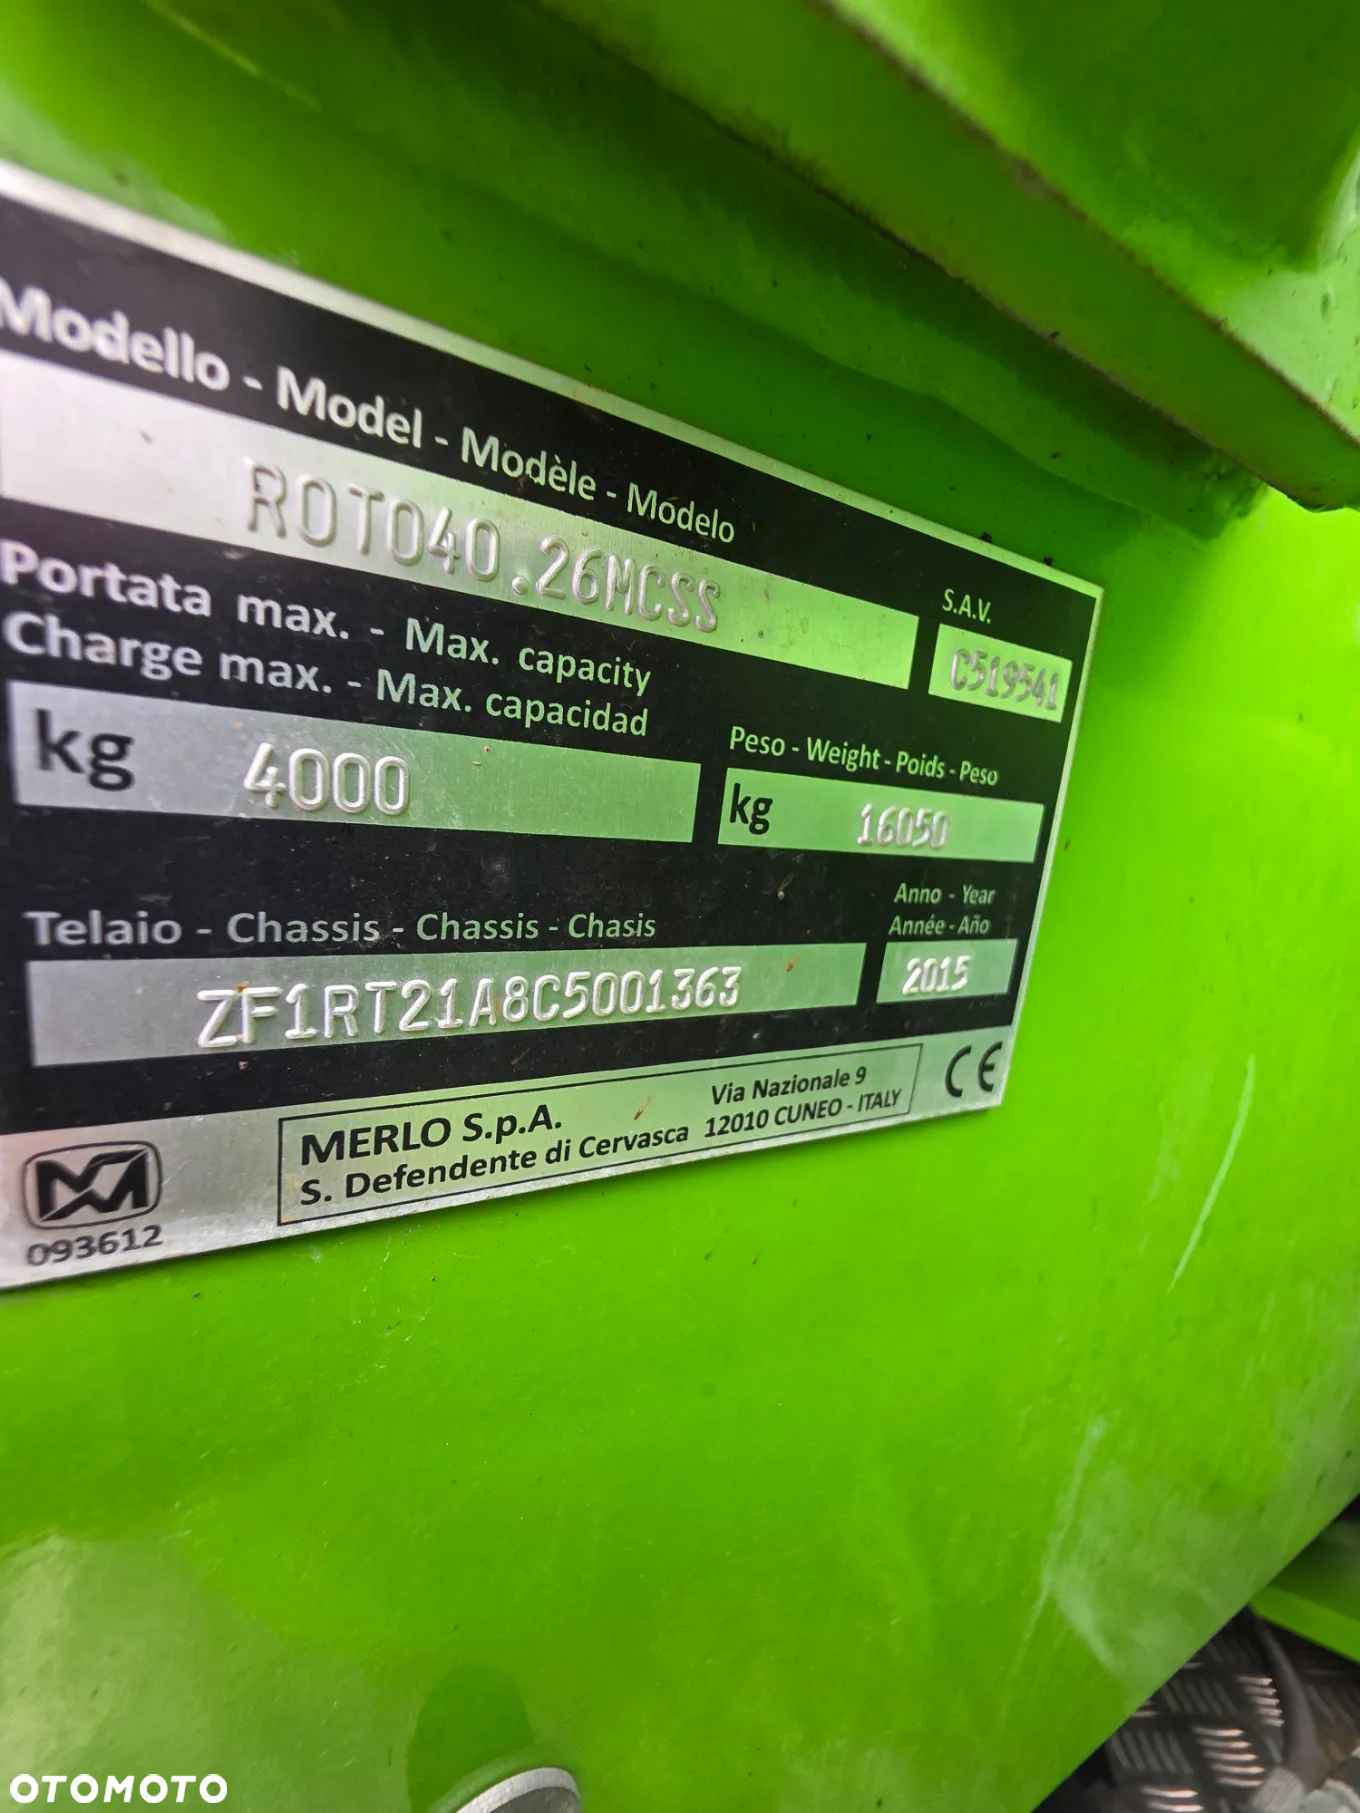 Modello - Model - Modèle - Modelo
ROTO40.26MCSS
S.A.V.
C519541
Portata max. - Max. capacity
Charge max. - Max. capacidad
kg 4000
Peso - Weight - Poids - Peso
kg 16050
Telaio - Chassis - Chassis - Chasis
ZF1RT21A8C5001363
Anno - Year
Année - Año
2015
MERLO S.p.A.
S. Defendente di Cervasca
Via Nazionale 9
12010 CUNEO - ITALY
CE
093612
OTOMOTO